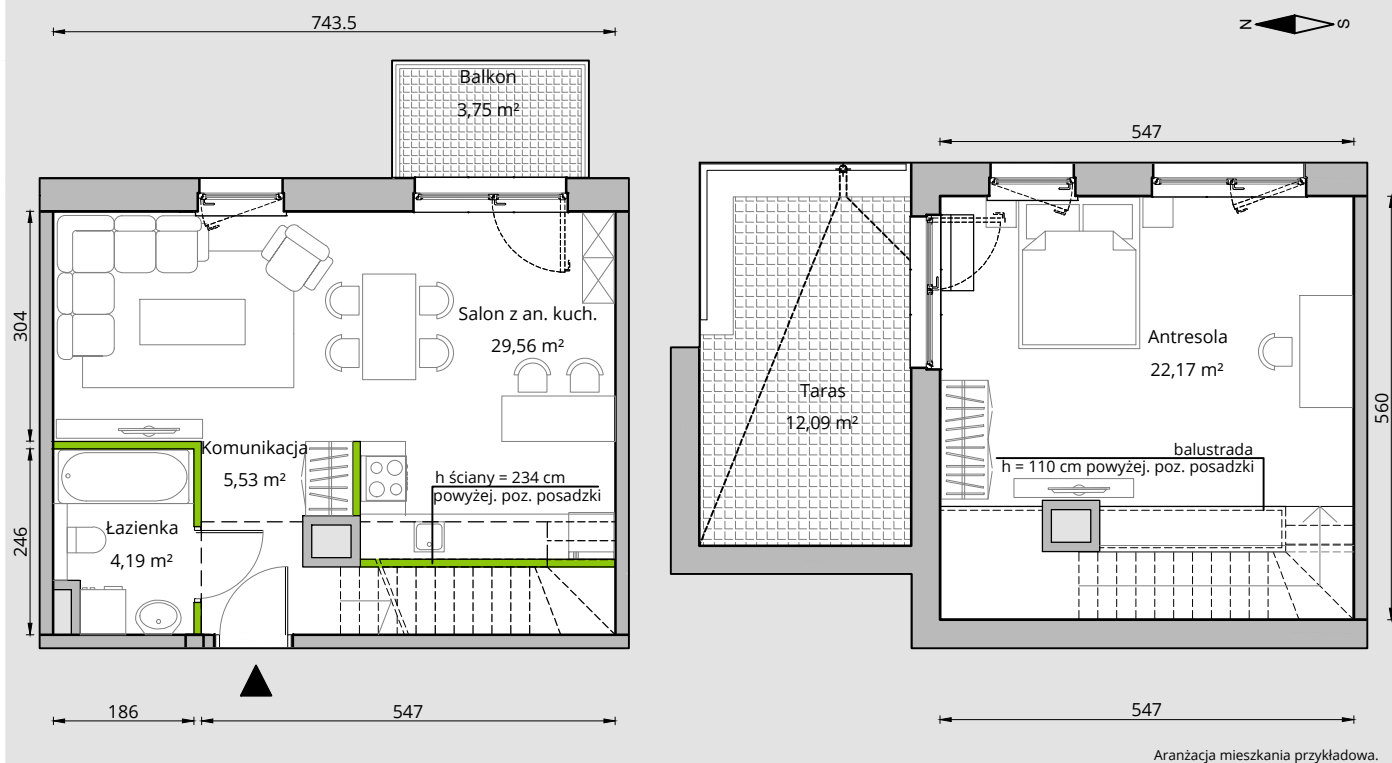 743.5
N
S
Balkon
3,75 m²
547
304
Salon z an. kuch.
29,56 m²
Antresola
22,17 m²
Taras
12,09 m²
560
Komunikacja
5,53 m²
balustrada
h = 110 cm powyżej. poz. posadzki
h ściany = 234 cm
powyżej. poz. posadzki
246
Łazienka
4,19 m²
186
547
547
Aranżacja mieszkania przykładowa.